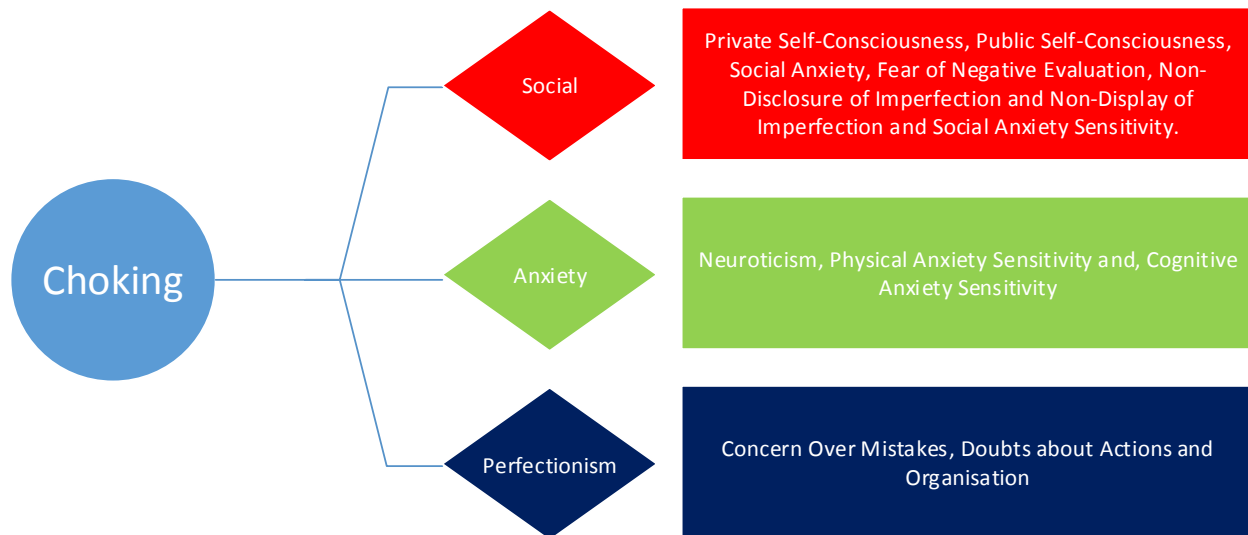 Private Self-Consciousness, Public Self-Consciousness,
Social Anxiety, Fear of Negative Evaluation, Non-
Disclosure of Imperfection and Non-Display of
Imperfection and Social Anxiety Sensitivity.
Social
Choking
Anxiety
Neuroticism, Physical Anxiety Sensitivity and, Cognitive
Anxiety Sensitivity
Perfectionism
Concern Over Mistakes, Doubts about Actions and
Organisation